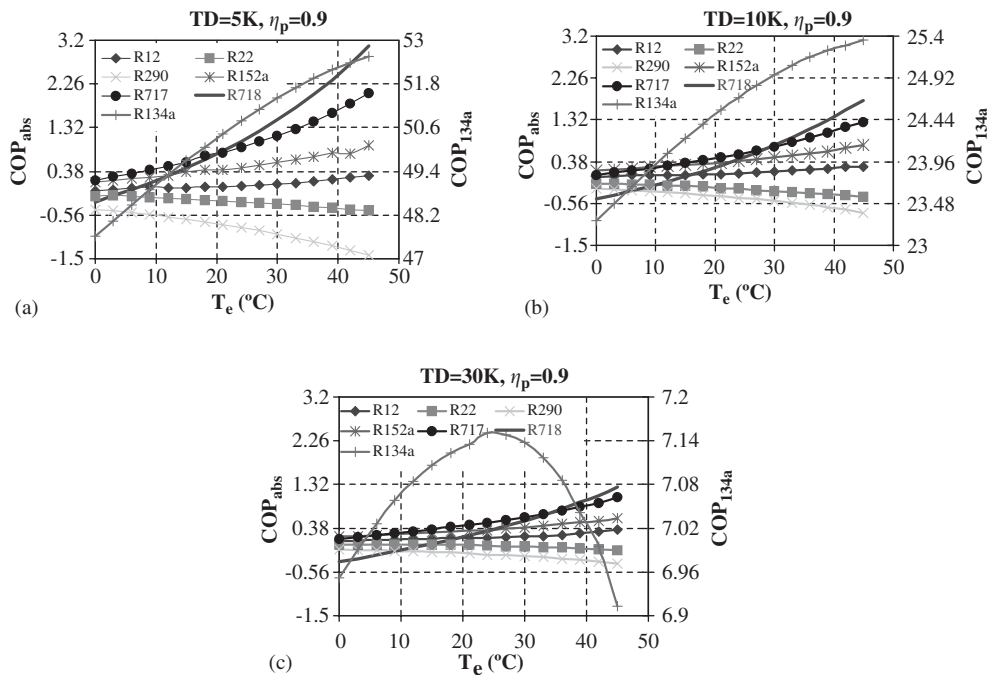 TD=5K, ηp=0.9
3.2
2.26
1.32
0.38
-0.56
-1.5
COPabs
R12
R22
R290
R152a
R717
R718
R134a
53
51.8
50.6
49.4
48.2
47
COP134a
0 10 20 30 40 50
Te (ºC)
(a)
TD=10K, ηp=0.9
3.2
2.26
1.32
0.38
-0.56
-1.5
COPabs
R12
R22
R290
R152a
R717
R718
R134a
25.4
24.92
24.44
23.96
23.48
23
COP134a
0 10 20 30 40 50
Te (ºC)
(b)
TD=30K, ηp=0.9
3.2
2.26
1.32
0.38
-0.56
-1.5
COPabs
R12 R22 R290
R152a R717 R718
R134a
7.2
7.14
7.08
7.02
6.96
6.9
COP134a
0 10 20 30 40 50
Te (ºC)
(c)